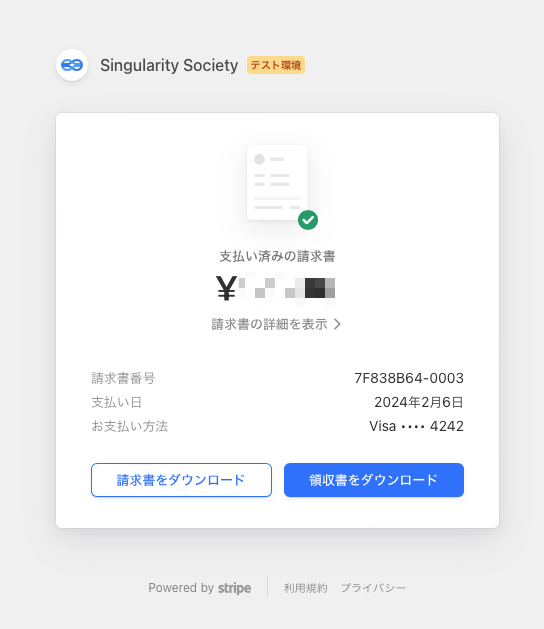 Singularity Society テスト環境
支払い済みの請求書
¥
請求書の詳細を表示 >
請求書番号 7F838B64-0003
支払い日 2024年2月6日
お支払い方法 Visa •••• 4242
請求書をダウンロード 領収書をダウンロード
Powered by stripe 利用規約 プライバシー